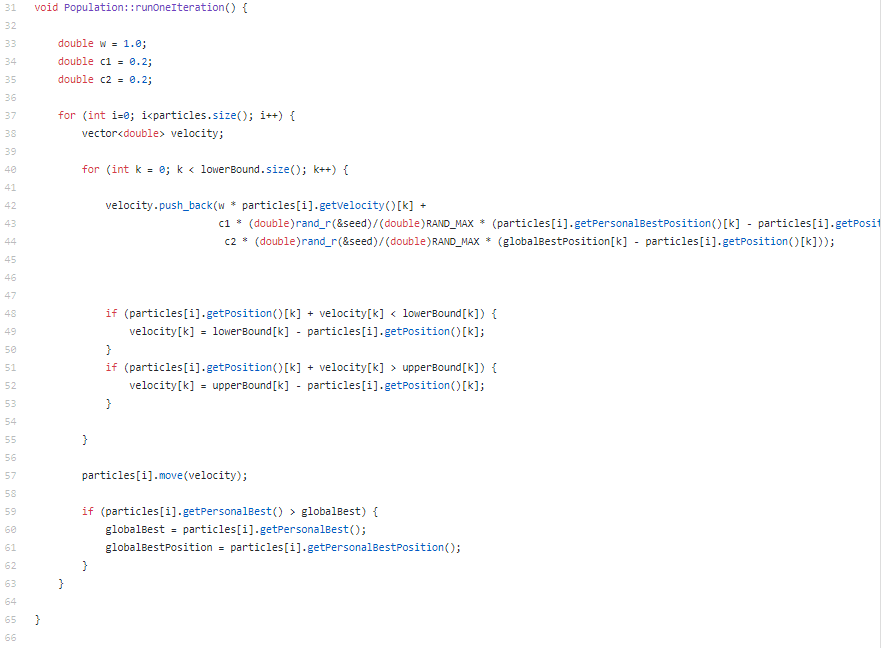 31 void Population::runOneIteration() {
32
33     double w = 1.0;
34     double c1 = 0.2;
35     double c2 = 0.2;
36
37     for (int i=0; i<particles.size(); i++) {
38         vector<double> velocity;
39
40         for (int k = 0; k < lowerBound.size(); k++) {
41
42             velocity.push_back(w * particles[i].getVelocity()[k] +
43                                c1 * (double)rand_r(&seed)/(double)RAND_MAX * (particles[i].getPersonalBestPosition()[k] - particles[i].getPosit
44                                 c2 * (double)rand_r(&seed)/(double)RAND_MAX * (globalBestPosition[k] - particles[i].getPosition()[k]));
45
46
47
48             if (particles[i].getPosition()[k] + velocity[k] < lowerBound[k]) {
49                 velocity[k] = lowerBound[k] - particles[i].getPosition()[k];
50             }
51             if (particles[i].getPosition()[k] + velocity[k] > upperBound[k]) {
52                 velocity[k] = upperBound[k] - particles[i].getPosition()[k];
53             }
54
55         }
56
57         particles[i].move(velocity);
58
59         if (particles[i].getPersonalBest() > globalBest) {
60             globalBest = particles[i].getPersonalBest();
61             globalBestPosition = particles[i].getPersonalBestPosition();
62         }
63     }
64
65 }
66